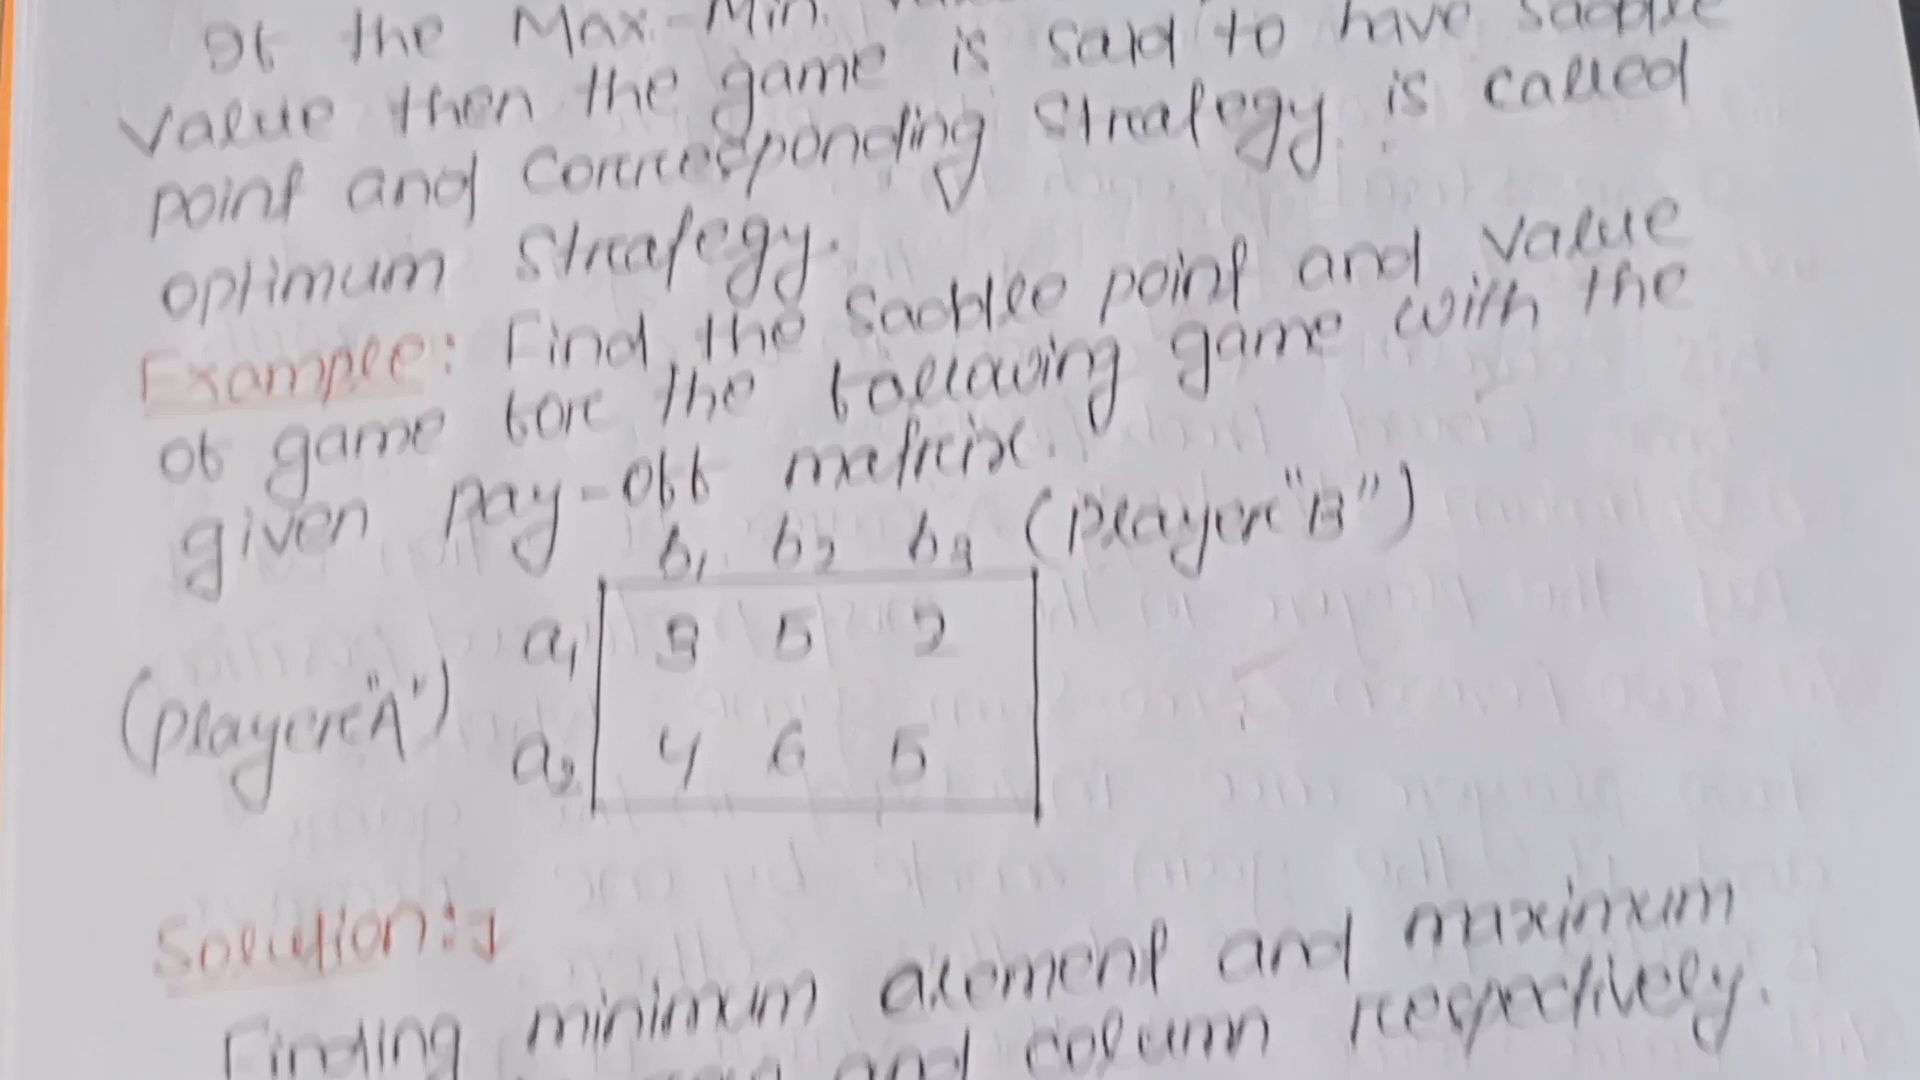 If the Max-Min.
value then the game is said to have saddle
point and corresponding strategy is called
optimum strategy.
Example: Find the saddle point and value
of game for the following game with the
given pay-off matrix.
b1 b2 b3 (player "B")
a1 3 5 2
(player "A")
a2 4 6 5
Solution:-
Finding minimum element and maximum
and column respectively.